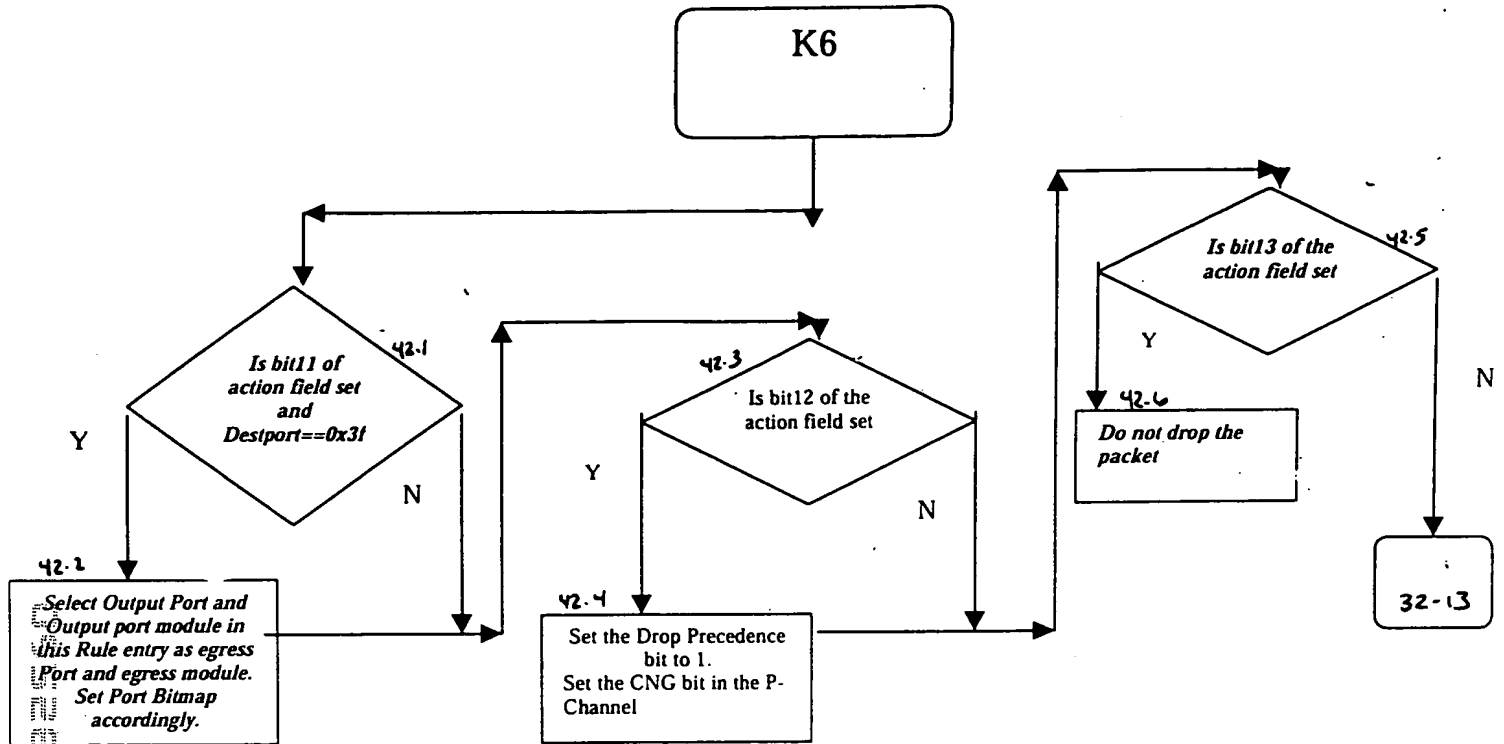 K6
42.1
Is bit11 of
action field set
and
Destport==0x3f
Y
N
42.2
Select Output Port and
Output port module in
this Rule entry as egress
Port and egress module.
Set Port Bitmap
accordingly.
42.3
Is bit12 of the
action field set
Y
N
42.4
Set the Drop Precedence
bit to 1.
Set the CNG bit in the P-
Channel
42.5
Is bit13 of the
action field set
Y
N
42.6
Do not drop the
packet
32-13